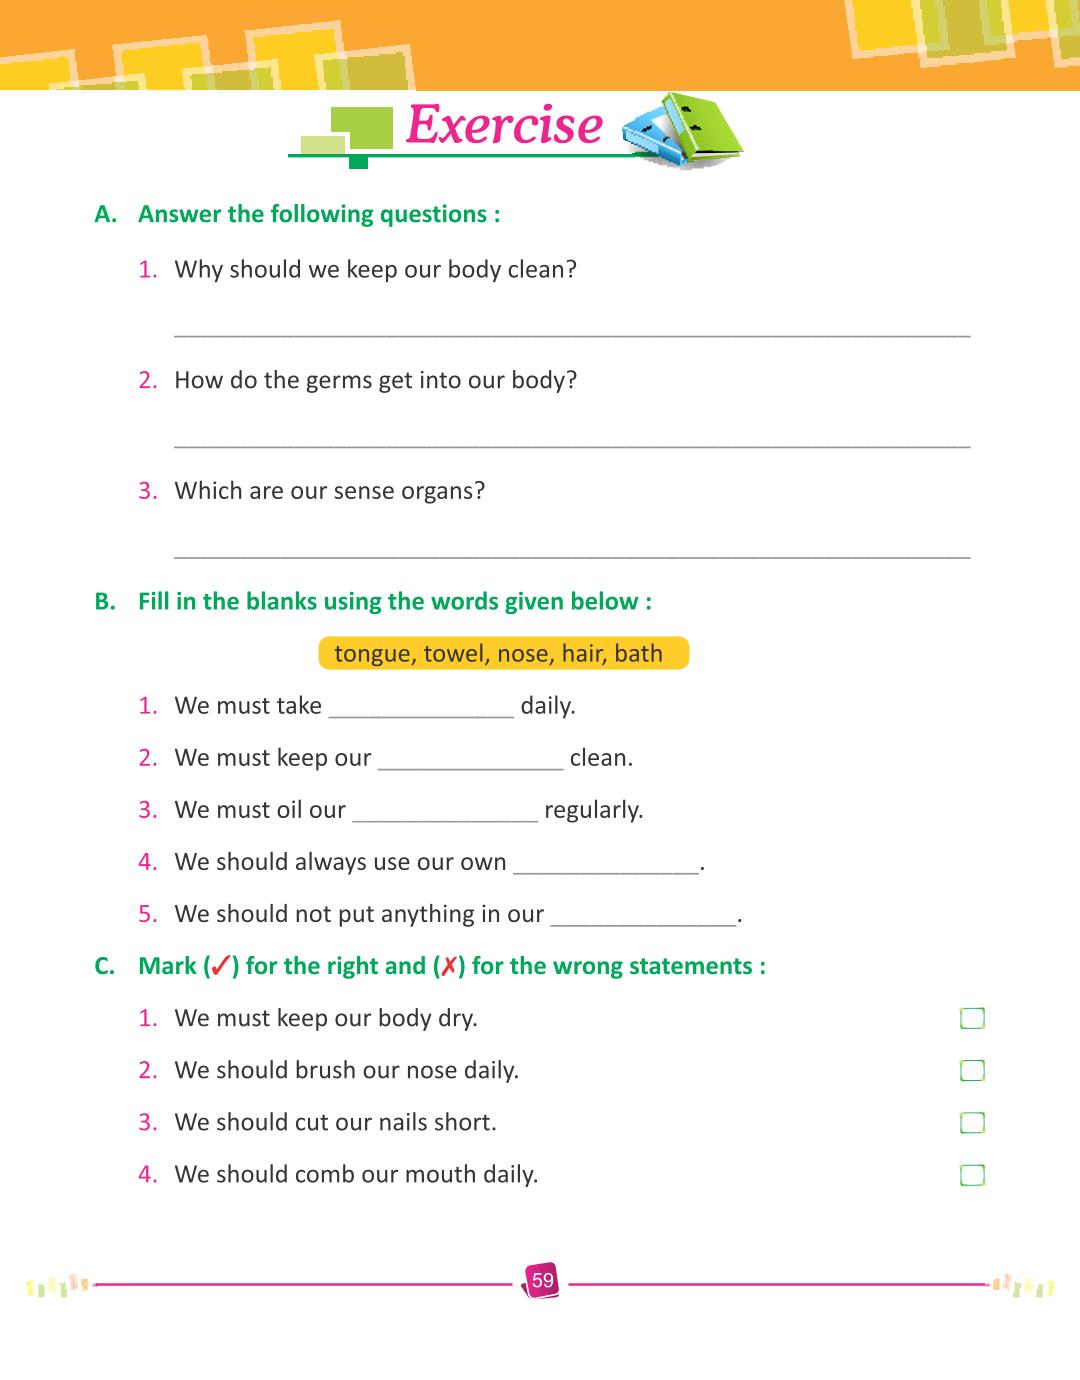 Exercise
A. Answer the following questions :
1. Why should we keep our body clean?
2. How do the germs get into our body?
3. Which are our sense organs?
B. Fill in the blanks using the words given below :
tongue, towel, nose, hair, bath
1. We must take ______________ daily.
2. We must keep our ______________ clean.
3. We must oil our ______________ regularly.
4. We should always use our own ______________.
5. We should not put anything in our ______________.
C. Mark (✓) for the right and (✗) for the wrong statements :
1. We must keep our body dry.
2. We should brush our nose daily.
3. We should cut our nails short.
4. We should comb our mouth daily.
59